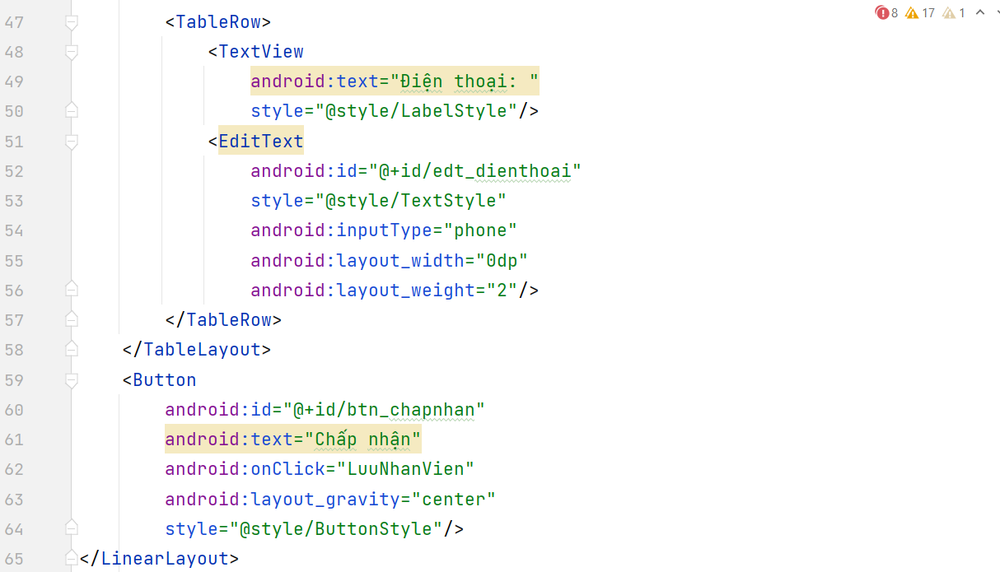 8 17 1
47 <TableRow>
48 <TextView
49 android:text="Điện thoại: "
50 style="@style/LabelStyle"/>
51 <EditText
52 android:id="@+id/edt_dienthoai"
53 style="@style/TextStyle"
54 android:inputType="phone"
55 android:layout_width="0dp"
56 android:layout_weight="2"/>
57 </TableRow>
58 </TableLayout>
59 <Button
60 android:id="@+id/btn_chapnhan"
61 android:text="Chấp nhận"
62 android:onClick="LuuNhanVien"
63 android:layout_gravity="center"
64 style="@style/ButtonStyle"/>
65 </LinearLayout>